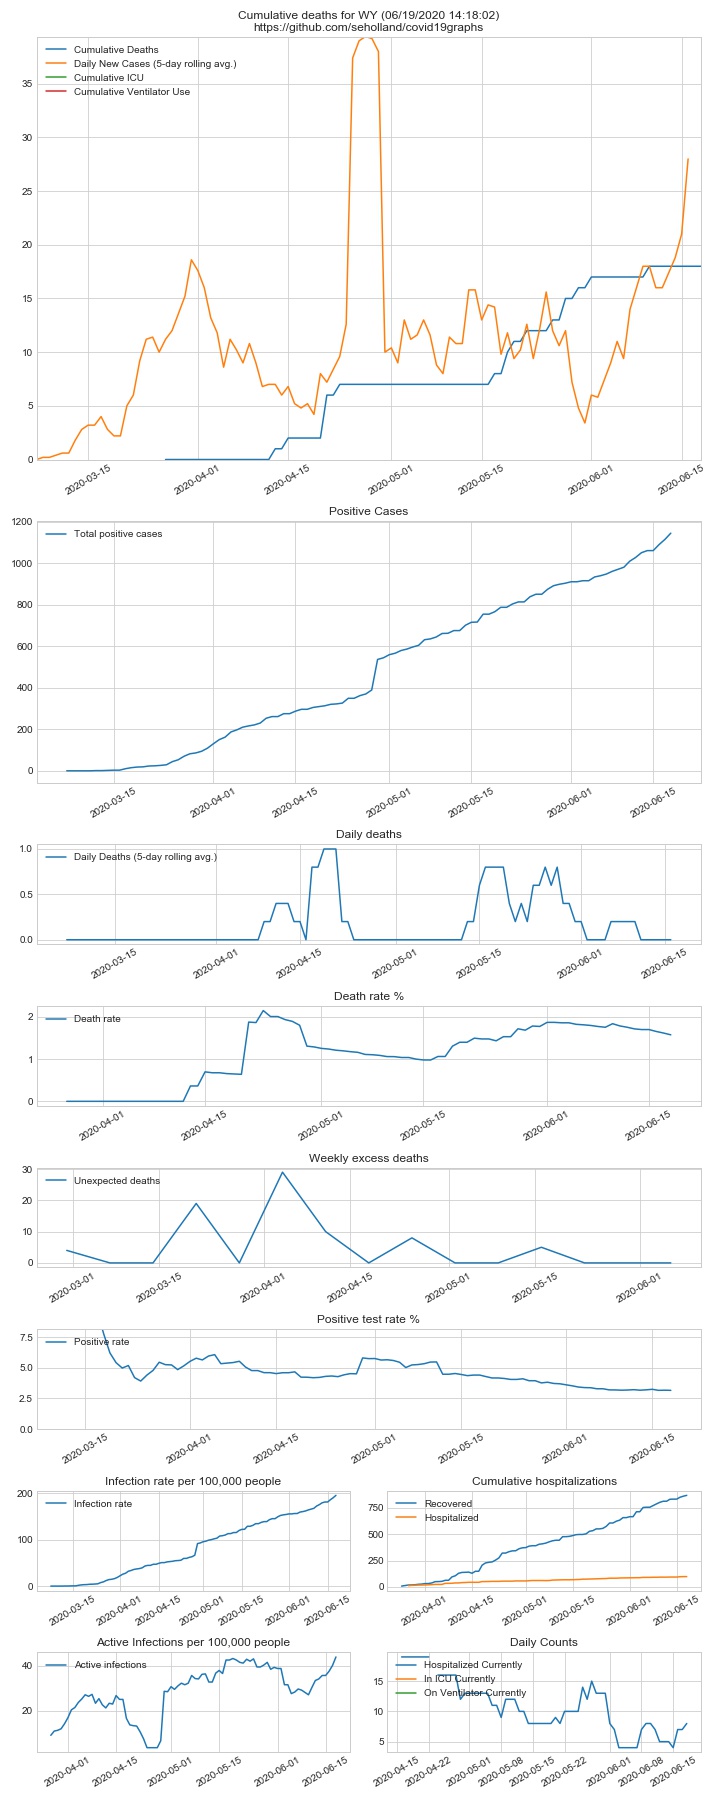 Cumulative deaths for WY (06/19/2020 14:18:02)
https://github.com/seholland/covid19graphs
Cumulative Deaths
Daily New Cases (5-day rolling avg.)
Cumulative ICU
Cumulative Ventilator Use
35
30
25
20
15
10
5
0
2020-03-15 2020-04-01 2020-04-15 2020-05-01 2020-05-15 2020-06-01 2020-06-15
Positive Cases
Total positive cases
1200
1000
800
600
400
200
0
2020-03-15 2020-04-01 2020-04-15 2020-05-01 2020-05-15 2020-06-01 2020-06-15
Daily deaths
Daily Deaths (5-day rolling avg.)
1.0
0.5
0.0
2020-03-15 2020-04-01 2020-04-15 2020-05-01 2020-05-15 2020-06-01 2020-06-15
Death rate %
Death rate
2
1
0
2020-04-01 2020-04-15 2020-05-01 2020-05-15 2020-06-01 2020-06-15
Weekly excess deaths
Unexpected deaths
30
20
10
0
2020-03-01 2020-03-15 2020-04-01 2020-04-15 2020-05-01 2020-05-15 2020-06-01
Positive test rate %
Positive rate
7.5
5.0
2.5
0.0
2020-03-15 2020-04-01 2020-04-15 2020-05-01 2020-05-15 2020-06-01 2020-06-15
Infection rate per 100,000 people
Infection rate
200
100
0
2020-03-15 2020-04-01 2020-04-15 2020-05-01 2020-05-15 2020-06-01 2020-06-15
Cumulative hospitalizations
Recovered
Hospitalized
750
500
250
0
2020-04-01 2020-04-15 2020-05-01 2020-05-15 2020-06-01 2020-06-15
Active Infections per 100,000 people
Active infections
40
20
2020-04-01 2020-04-15 2020-05-01 2020-05-15 2020-06-01 2020-06-15
Daily Counts
Hospitalized Currently
In ICU Currently
On Ventilator Currently
15
10
5
2020-04-15 2020-04-22 2020-05-01 2020-05-08 2020-05-15 2020-05-22 2020-06-01 2020-06-08 2020-06-15